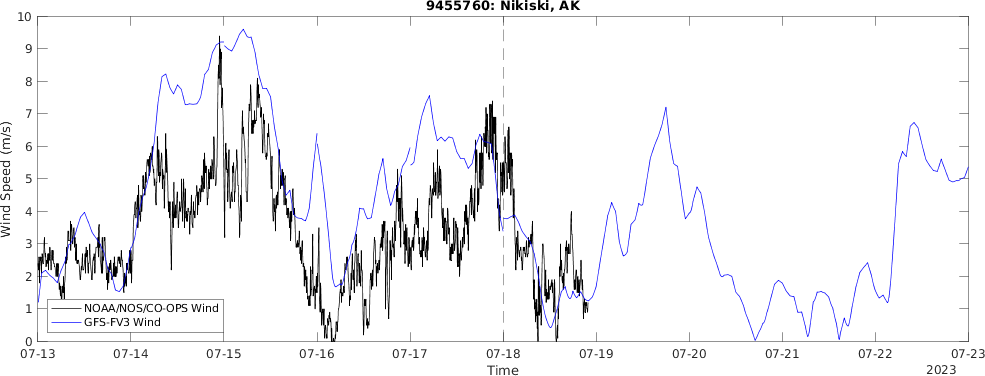 9455760: Nikiski, AK
Wind Speed (m/s)
10
9
8
7
6
5
4
3
2
1
0
NOAA/NOS/CO-OPS Wind
GFS-FV3 Wind
07-13 07-14 07-15 07-16 07-17 07-18 07-19 07-20 07-21 07-22 07-23
Time
2023